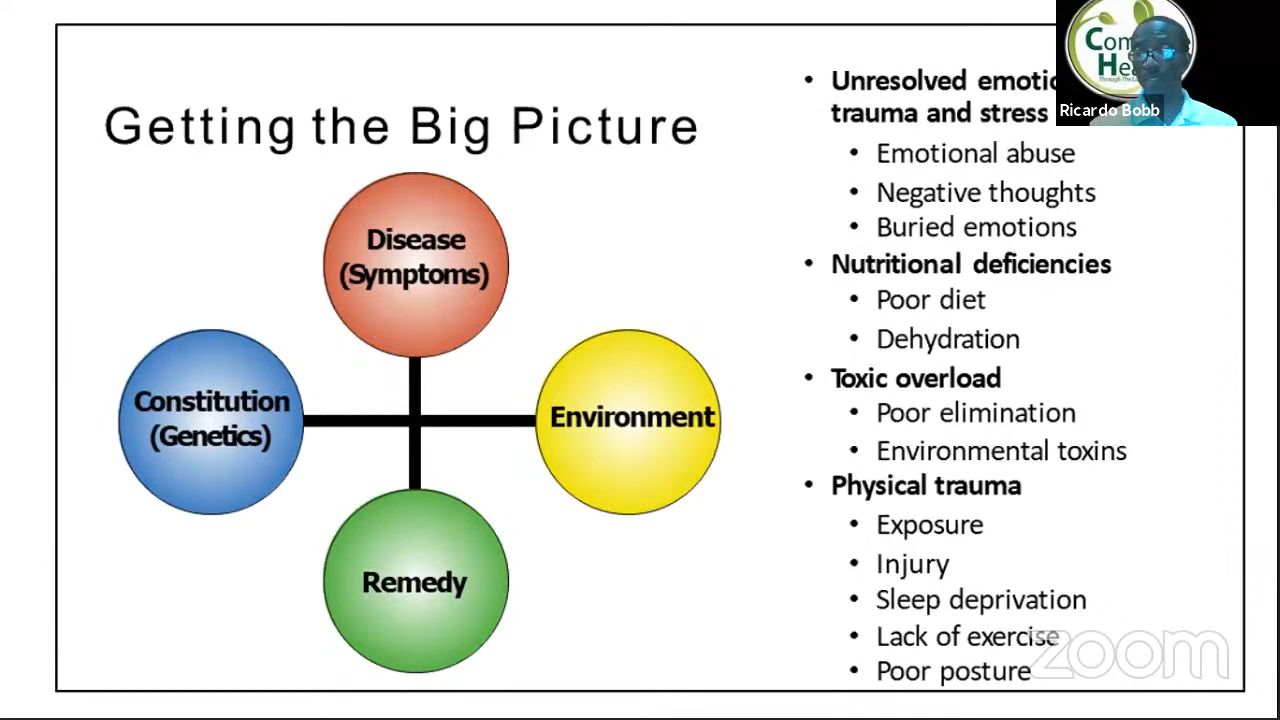 Getting the Big Picture
Disease
(Symptoms)
Constitution
(Genetics)
Environment
Remedy
• Unresolved
trauma and stress
• Emotional abuse
• Negative thoughts
• Buried emotions
• Nutritional deficiencies
• Poor diet
• Dehydration
• Toxic overload
• Poor elimination
• Environmental toxins
• Physical trauma
• Exposure
• Injury
• Sleep deprivation
• Lack of exercise
• Poor posture
Ricardo Bobb
zoom